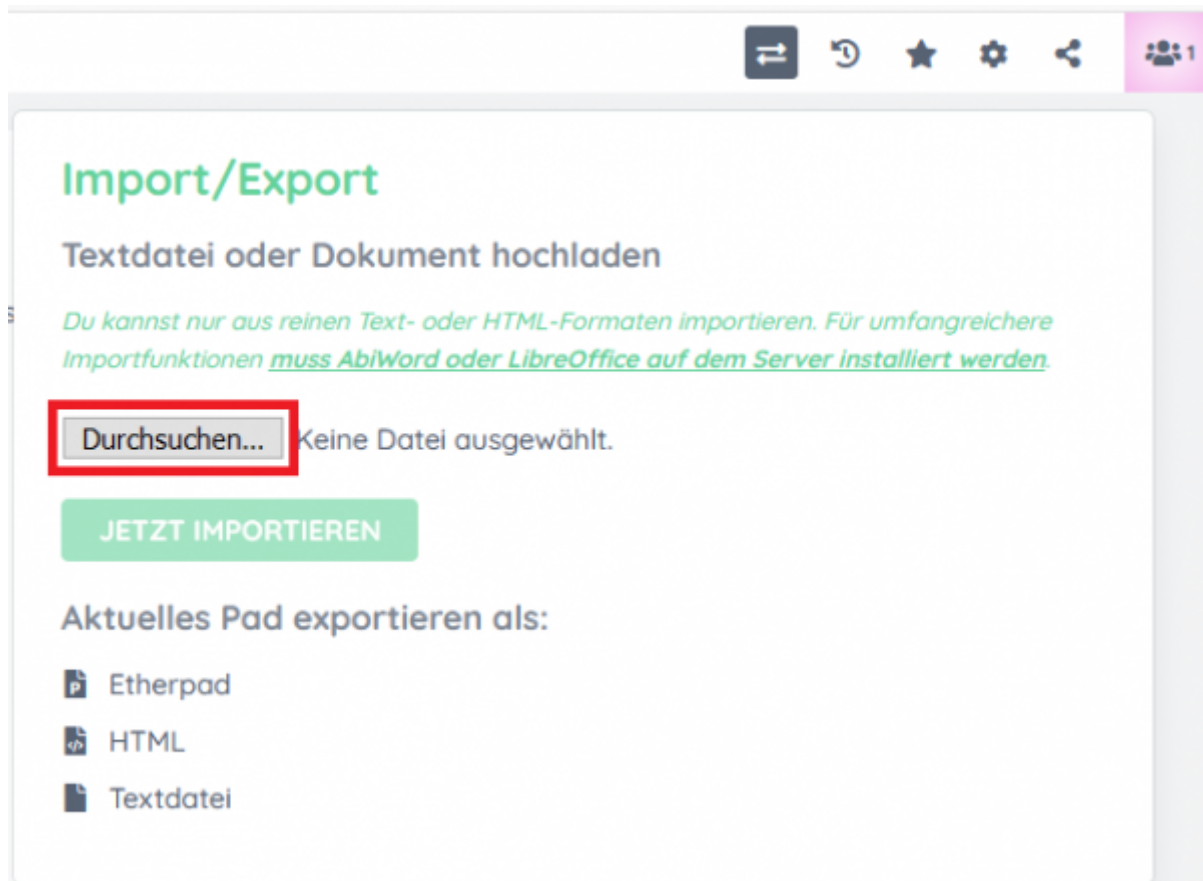 1
Import/Export
Textdatei oder Dokument hochladen
s
Du kannst nur aus reinen Text- oder HTML-Formaten importieren. Für umfangreichere
Importfunktionen muss AbiWord oder LibreOffice auf dem Server installiert werden.
Durchsuchen... Keine Datei ausgewählt.
JETZT IMPORTIEREN
Aktuelles Pad exportieren als:
Etherpad
HTML
Textdatei